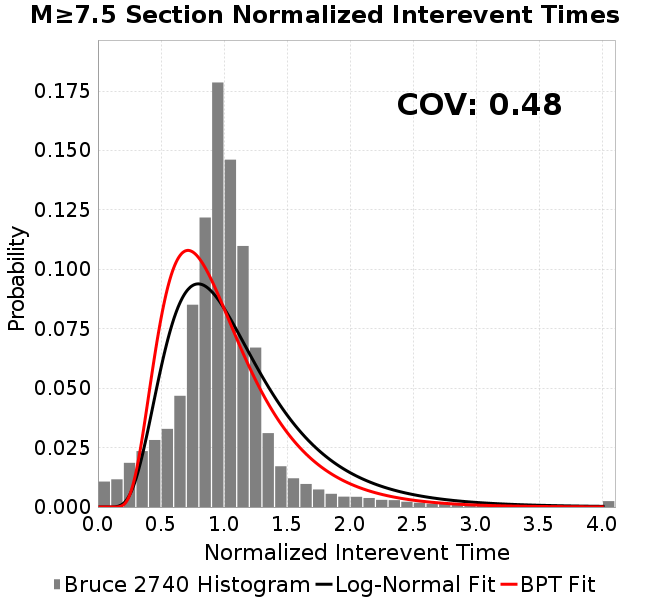 M≥7.5 Section Normalized Interevent Times
COV: 0.48
Probability
0.175
0.150
0.125
0.100
0.075
0.050
0.025
0.000
0.0 0.5 1.0 1.5 2.0 2.5 3.0 3.5 4.0
Normalized Interevent Time
Bruce 2740 Histogram Log-Normal Fit BPT Fit